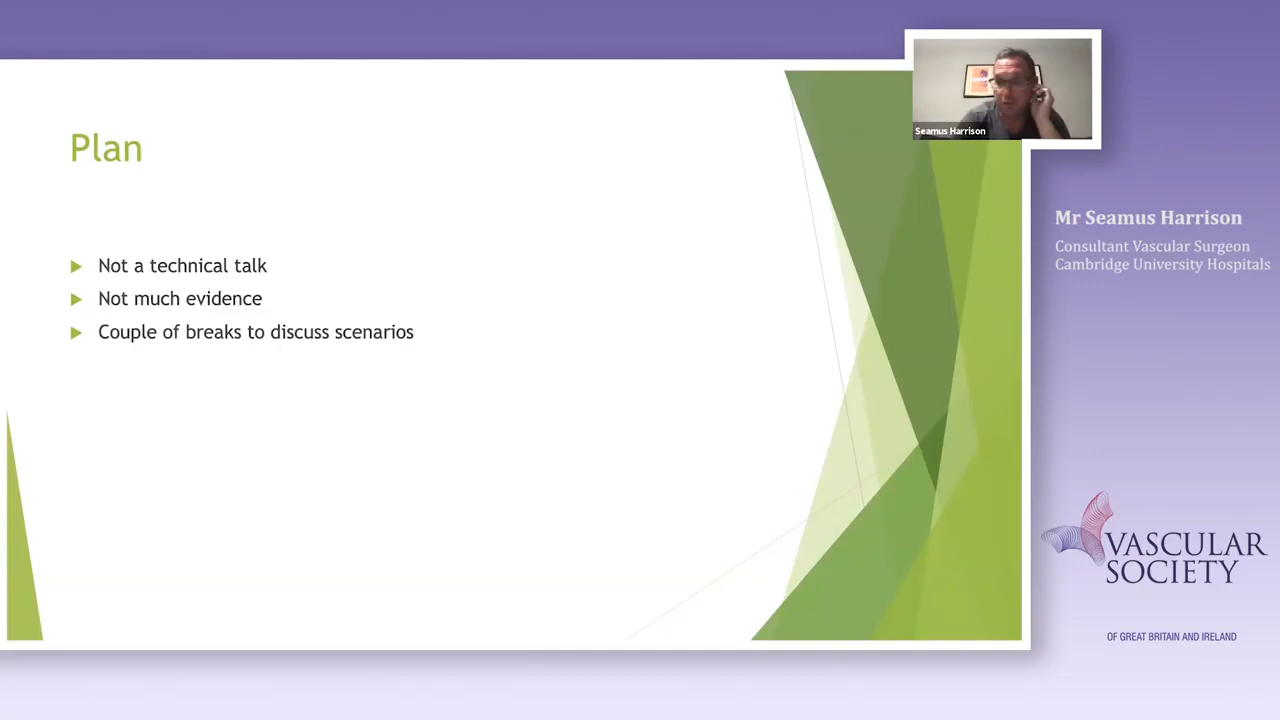 Plan
Not a technical talk
Not much evidence
Couple of breaks to discuss scenarios
Seamus Harrison
Mr Seamus Harrison
Consultant Vascular Surgeon
Cambridge University Hospitals
VASCULAR
SOCIETY
OF GREAT BRITAIN AND IRELAND